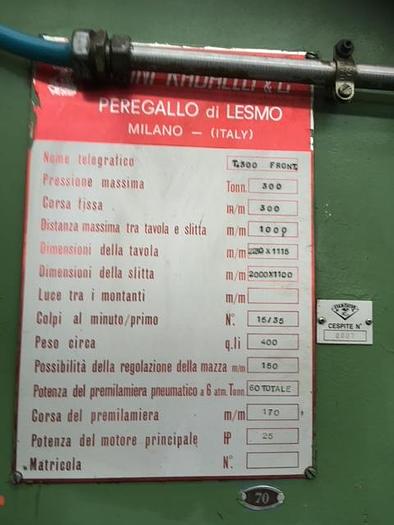 & C
PEREGALLO di LESMO
MILANO — (ITALY)
Nome telegrafico T.300 FRONT.
Pressione massima Tonn. 300
Corsa fissa m/m 300
Distanza massima tra tavola e slitta m/m 1000
Dimensioni della tavola m/m X1115
Dimensioni della slitta m/m 2000X1100
Luce tra i montanti m/m
Colpi al minuto/primo N°. 15/35
Peso circa q.li 400
Possibilità della regolazione della mazza m/m 150
Potenza del premilamiera pneumatico a 6 atm. Tonn. 60 TOTALE
Corsa del premilamiera m/m 170
Potenza del motore principale HP 25
Matricola N°.
CESPITE N°
70